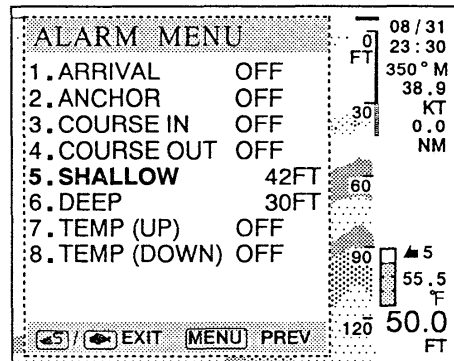 ALARM MENU
1. ARRIVAL OFF
2. ANCHOR OFF
3. COURSE IN OFF
4. COURSE OUT OFF
5. SHALLOW 42FT
6. DEEP 30FT
7. TEMP (UP) OFF
8. TEMP (DOWN) OFF
5 / EXIT MENU PREV
0
FT
30
60
90
120
08/31
23:30
350°M
38.9
KT
0.0
NM
5
55.5
°F
50.0
FT